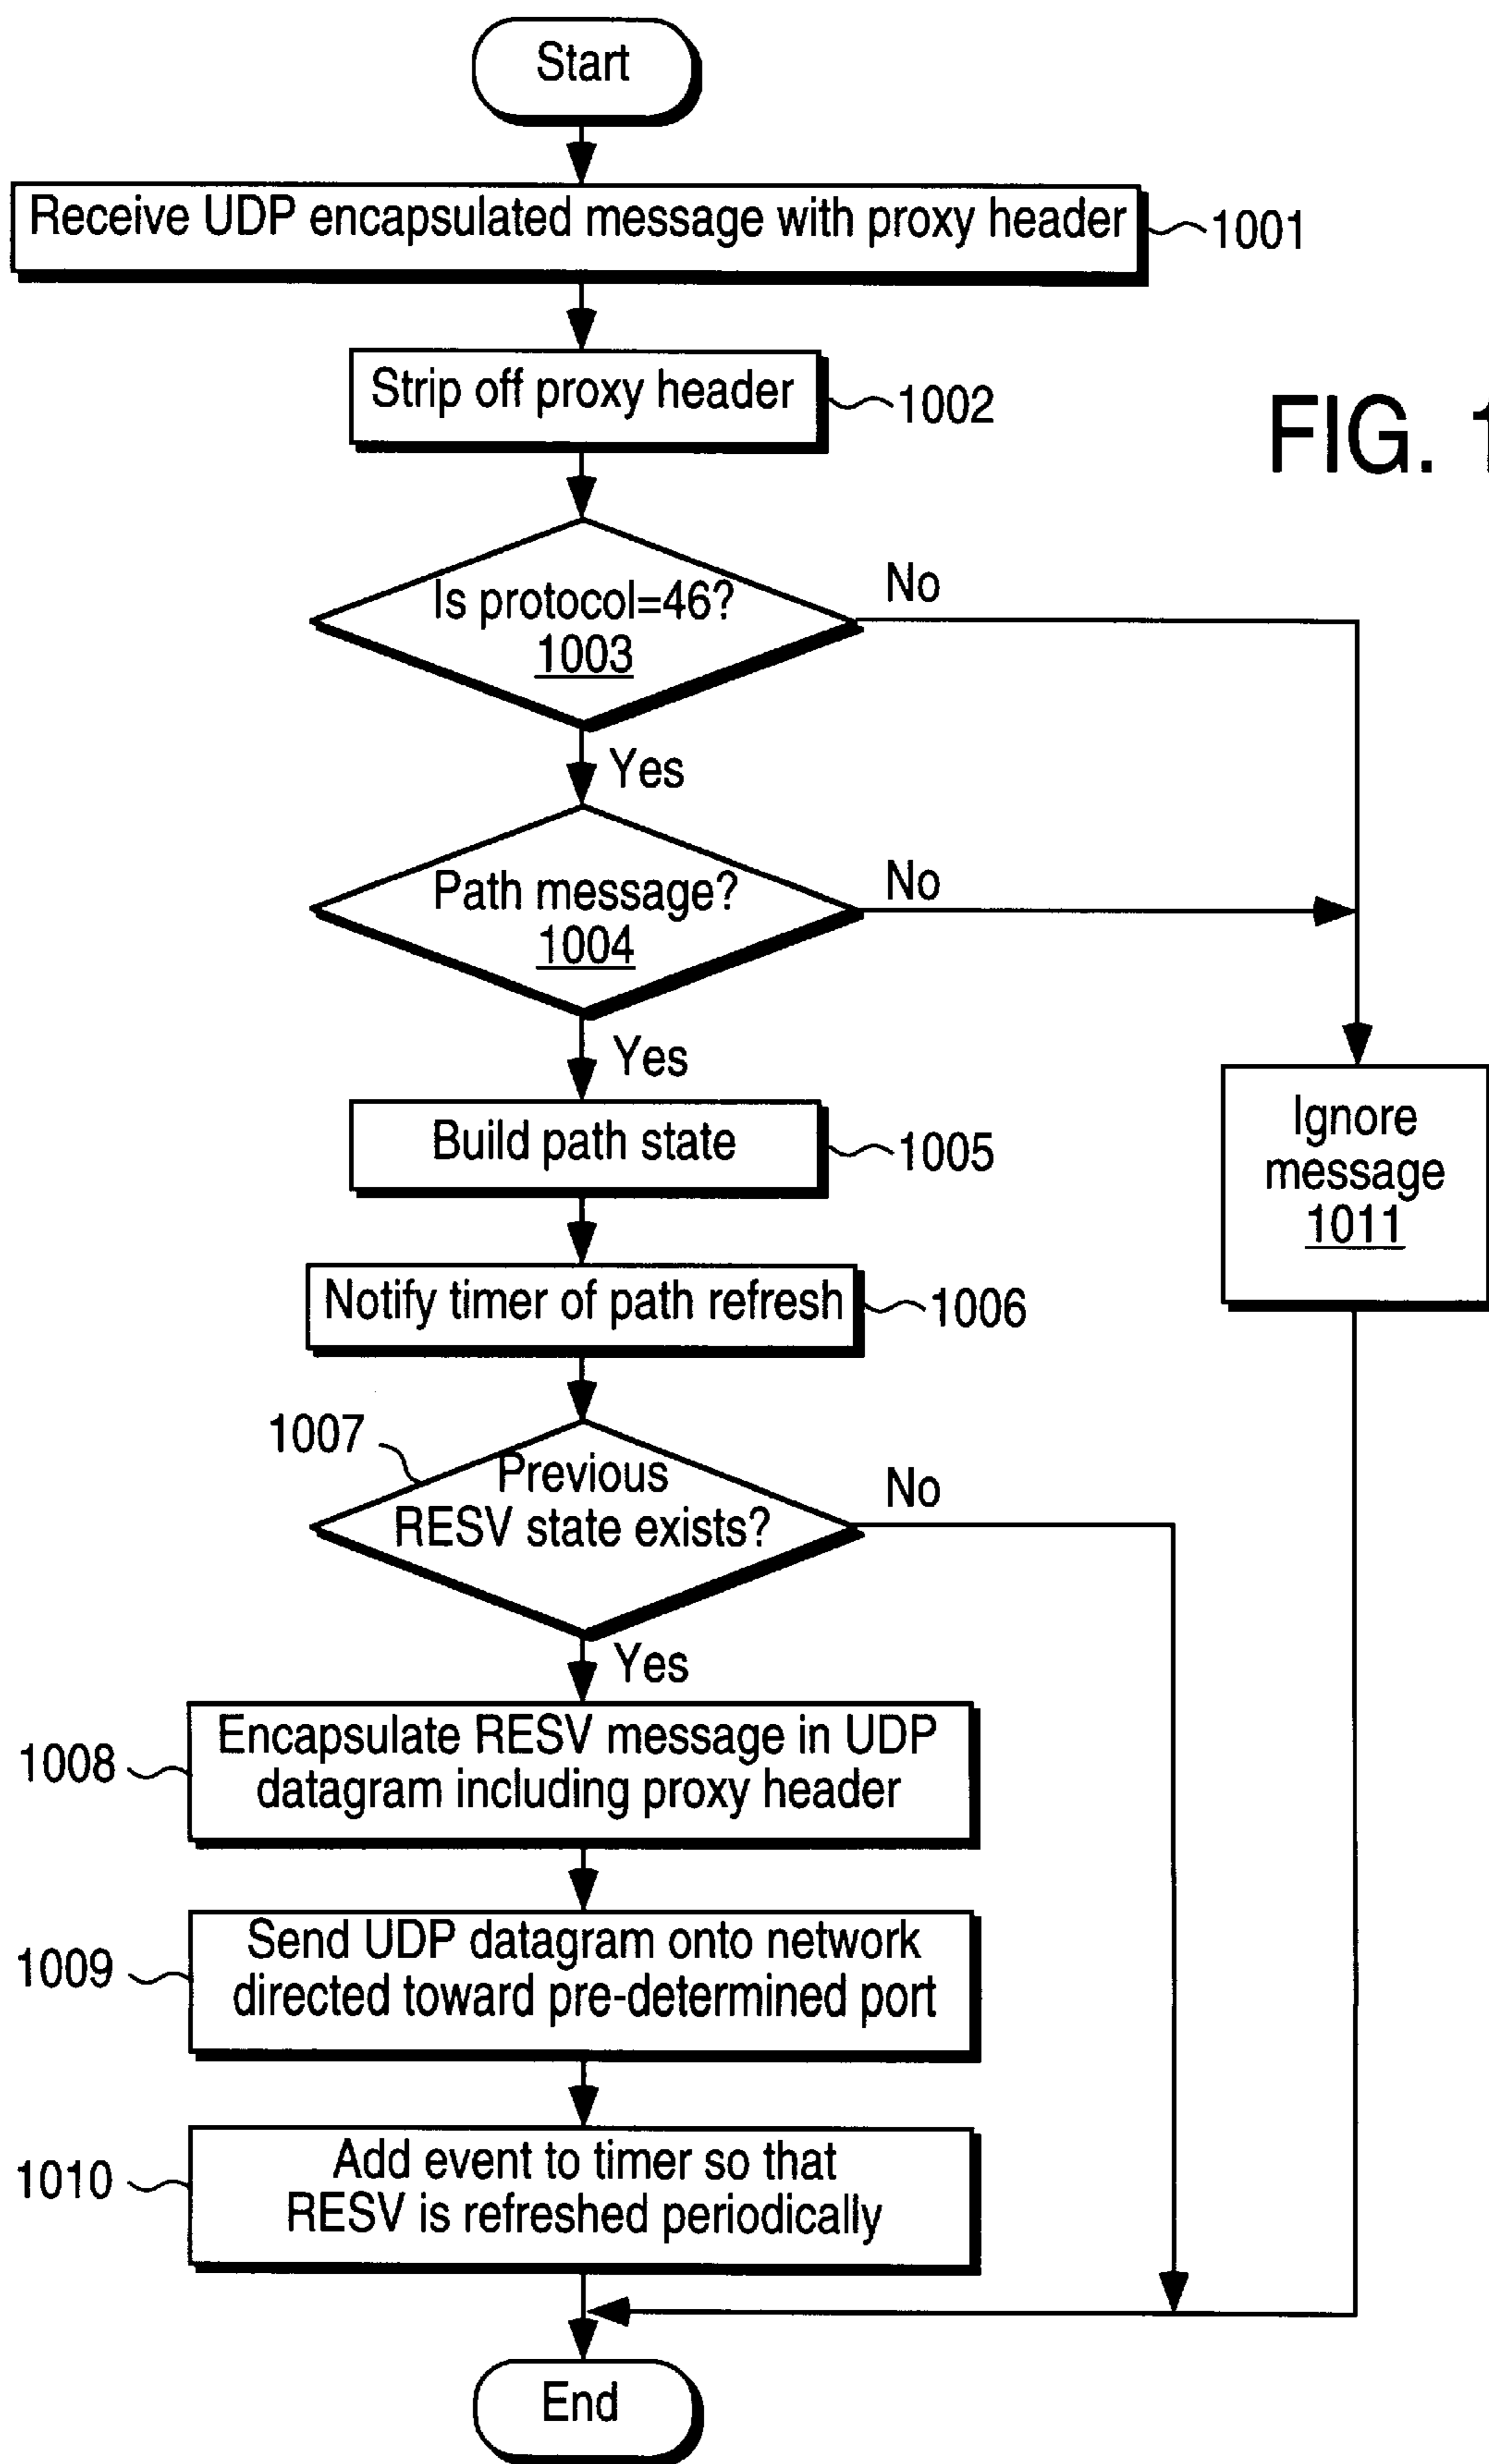 Start
Receive UDP encapsulated message with proxy header
1001
Strip off proxy header
1002
FIG. 1
Is protocol=46?
1003
No
Yes
Path message?
1004
No
Yes
Build path state
1005
Ignore
message
1011
Notify timer of path refresh
1006
1007
Previous
RESV state exists?
No
Yes
1008
Encapsulate RESV message in UDP
datagram including proxy header
1009
Send UDP datagram onto network
directed toward pre-determined port
1010
Add event to timer so that
RESV is refreshed periodically
End